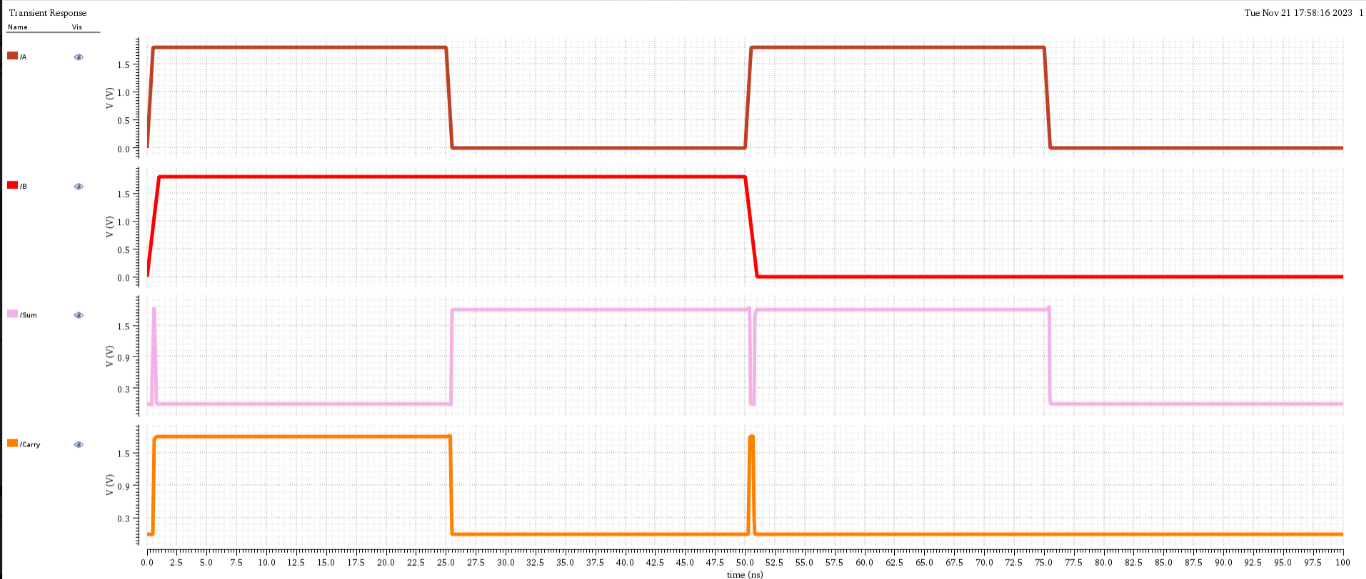 Transient Response
Tue Nov 21 17:58:16 2023 1
Name Vis
/A
V (V)
1.5
1.0
0.5
0.0
/B
V (V)
1.5
1.0
0.5
0.0
/Sum
V (V)
1.5
0.9
0.3
/Carry
V (V)
1.5
0.9
0.3
0.0 2.5 5.0 7.5 10.0 12.5 15.0 17.5 20.0 22.5 25.0 27.5 30.0 32.5 35.0 37.5 40.0 42.5 45.0 47.5 50.0 52.5 55.0 57.5 60.0 62.5 65.0 67.5 70.0 72.5 75.0 77.5 80.0 82.5 85.0 87.5 90.0 92.5 95.0 97.5 100
time (ns)